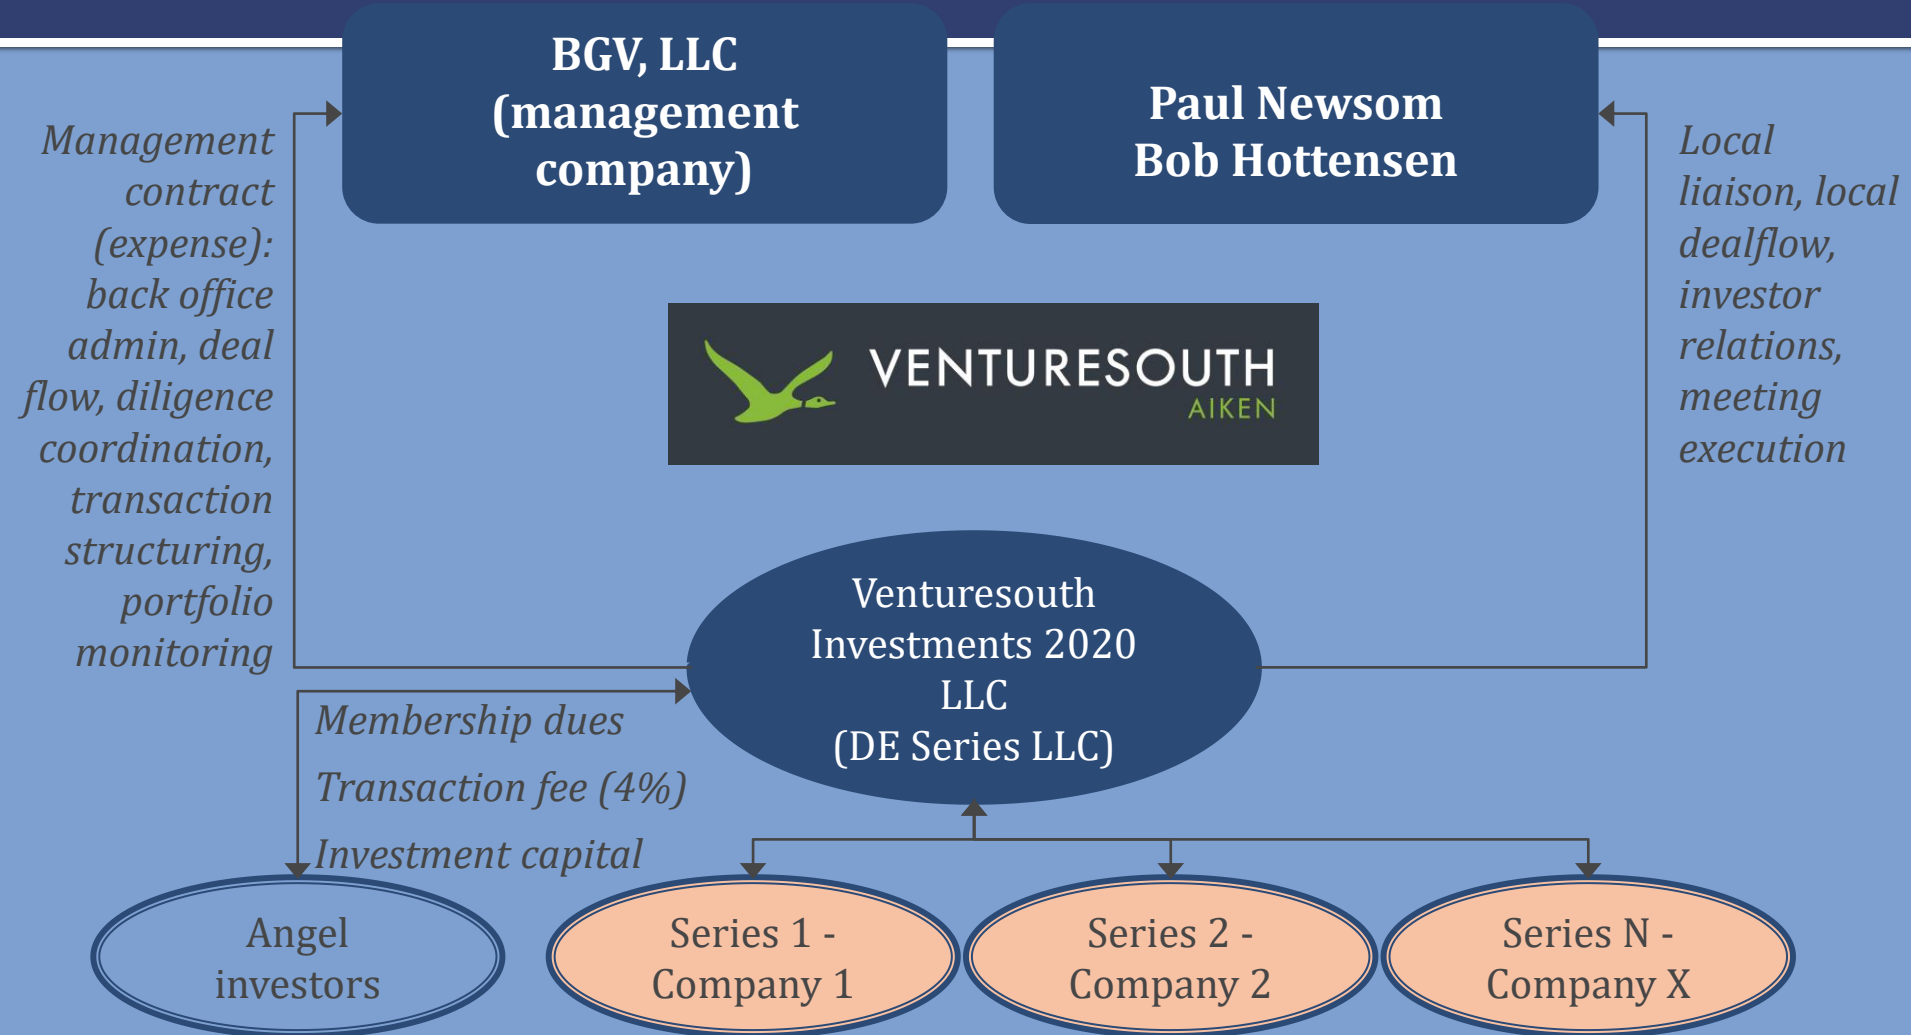 BGV, LLC
(management
company)
Paul Newsom
Bob Hottensen
Management
contract
(expense):
back office
admin, deal
flow, diligence
coordination,
transaction
structuring,
portfolio
monitoring
Local
liaison, local
dealflow,
investor
relations,
meeting
execution
VENTURESOUTH
AIKEN
Venturesouth
Investments 2020
LLC
(DE Series LLC)
Membership dues
Transaction fee (4%)
Investment capital
Angel
investors
Series 1 -
Company 1
Series 2 -
Company 2
Series N -
Company X